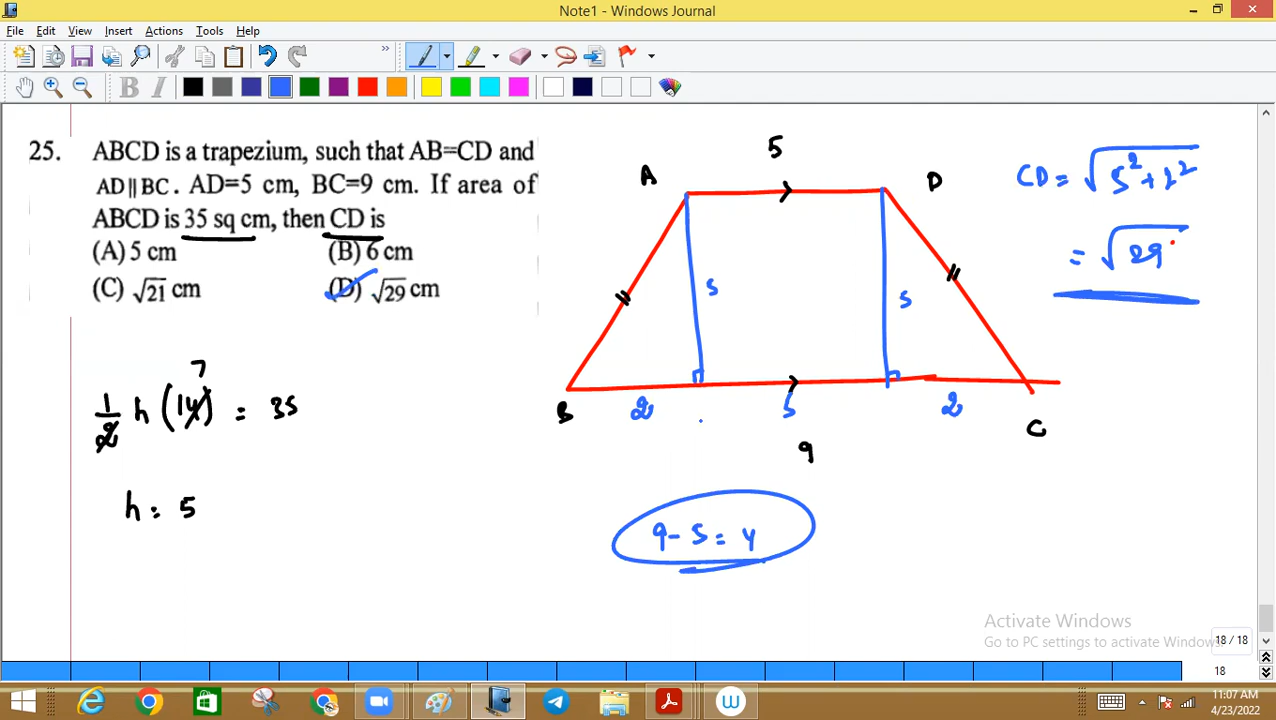 Note1 - Windows Journal
File Edit View Insert Actions Tools Help
25. ABCD is a trapezium, such that AB=CD and
AD || BC. AD=5 cm, BC=9 cm. If area of
ABCD is 35 sq cm, then CD is
(A) 5 cm (B) 6 cm
(C) √21 cm (D) √29 cm
1/2 h (14) = 35
7
h = 5
A 5 D
5 5
B 2 5 2 C
9
9 - 5 = 4
CD = √5² + 2²
= √29
Activate Windows
Go to PC settings to activate Windows.
18 / 18
18
11:07 AM
4/23/2022